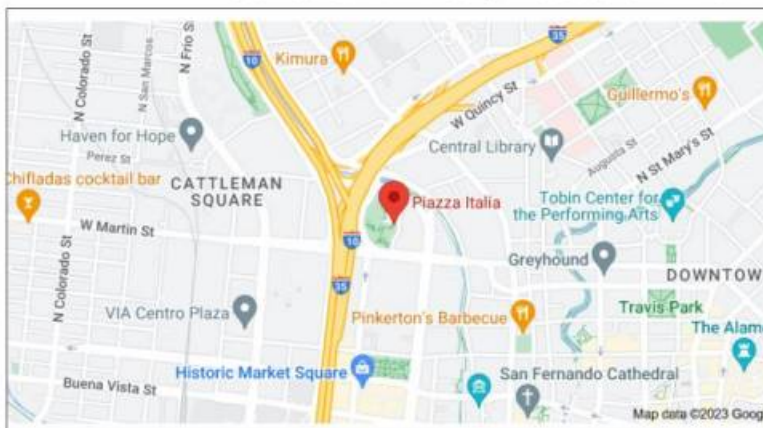 N Colorado St
N San Marcos
N Frio St
10
35
Kimura
W Quincy St
Guillermo's
Haven for Hope
Central Library
Perez St
Augusta St
N St Mary's St
Chifladas cocktail bar
CATTLEMAN
SQUARE
Piazza Italia
Tobin Center for
the Performing Arts
W Martin St
10
Greyhound
DOWNTOW
N Colorado St
35
VIA Centro Plaza
Pinkerton's Barbecue
Travis Park
The Alam
Historic Market Square
San Fernando Cathedral
Buena Vista St
Map data ©2023 Goog